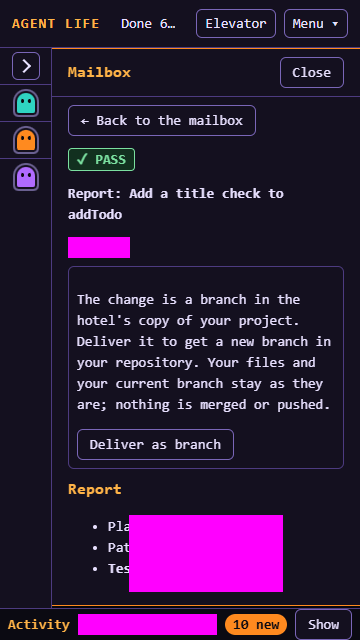 AGENT LIFE Done 6… Elevator Menu ▾
Mailbox Close
← Back to the mailbox
✓ PASS
Report: Add a title check to
addTodo
The change is a branch in the
hotel's copy of your project.
Deliver it to get a new branch in
your repository. Your files and
your current branch stay as they
are; nothing is merged or pushed.
Deliver as branch
Report
Activity 10 new Show